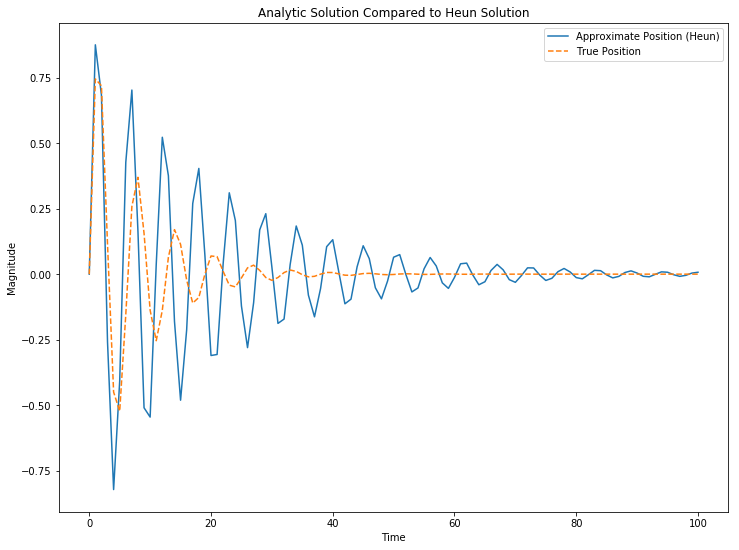 Analytic Solution Compared to Heun Solution
Approximate Position (Heun)
True Position
Magnitude
0.75
0.50
0.25
0.00
−0.25
−0.50
−0.75
0 20 40 60 80 100
Time